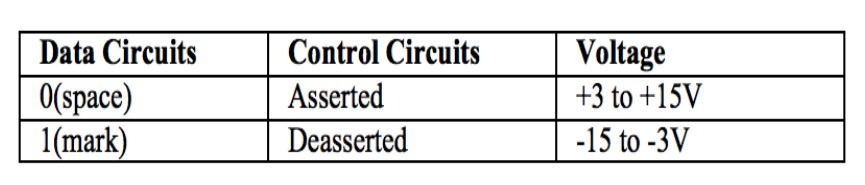 Data Circuits Control Circuits Voltage
0(space) Asserted +3 to +15V
1(mark) Deasserted -15 to -3V